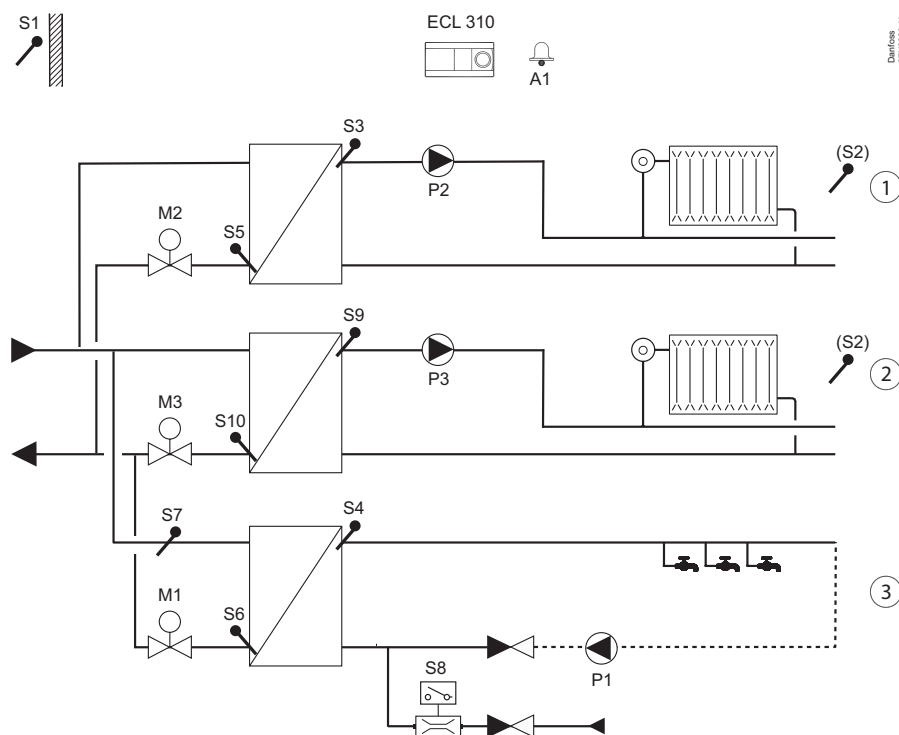 S1
ECL 310
A1
Danfoss
S3
P2
(S2)
1
M2
S5
S9
P3
(S2)
2
M3
S10
S7
S4
3
M1
S6
S8
P1